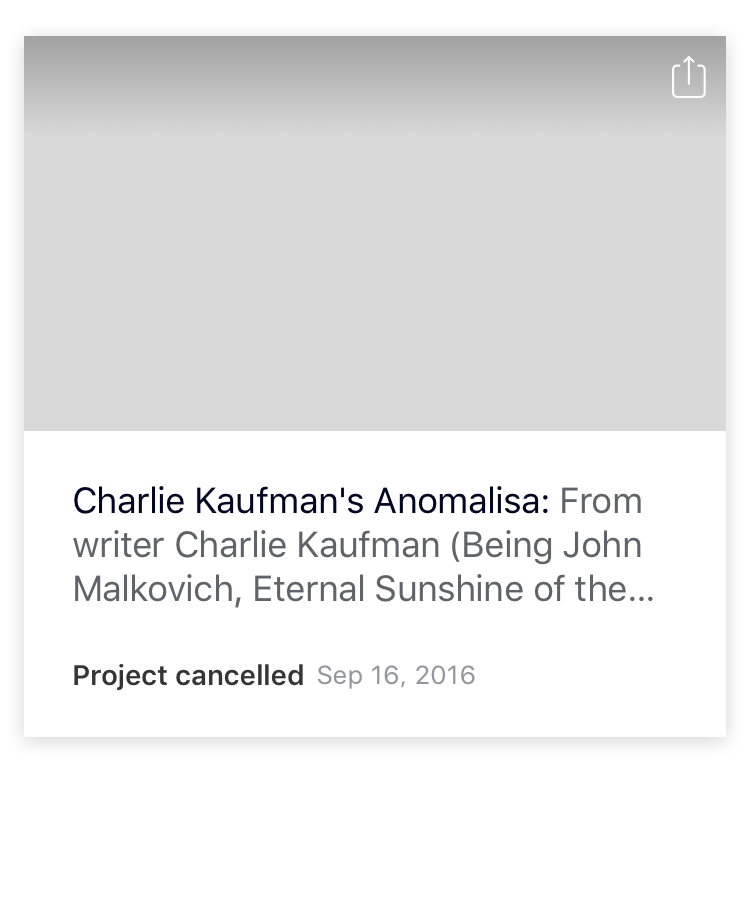 Charlie Kaufman's Anomalisa: From
writer Charlie Kaufman (Being John
Malkovich, Eternal Sunshine of the…
Project cancelled Sep 16, 2016